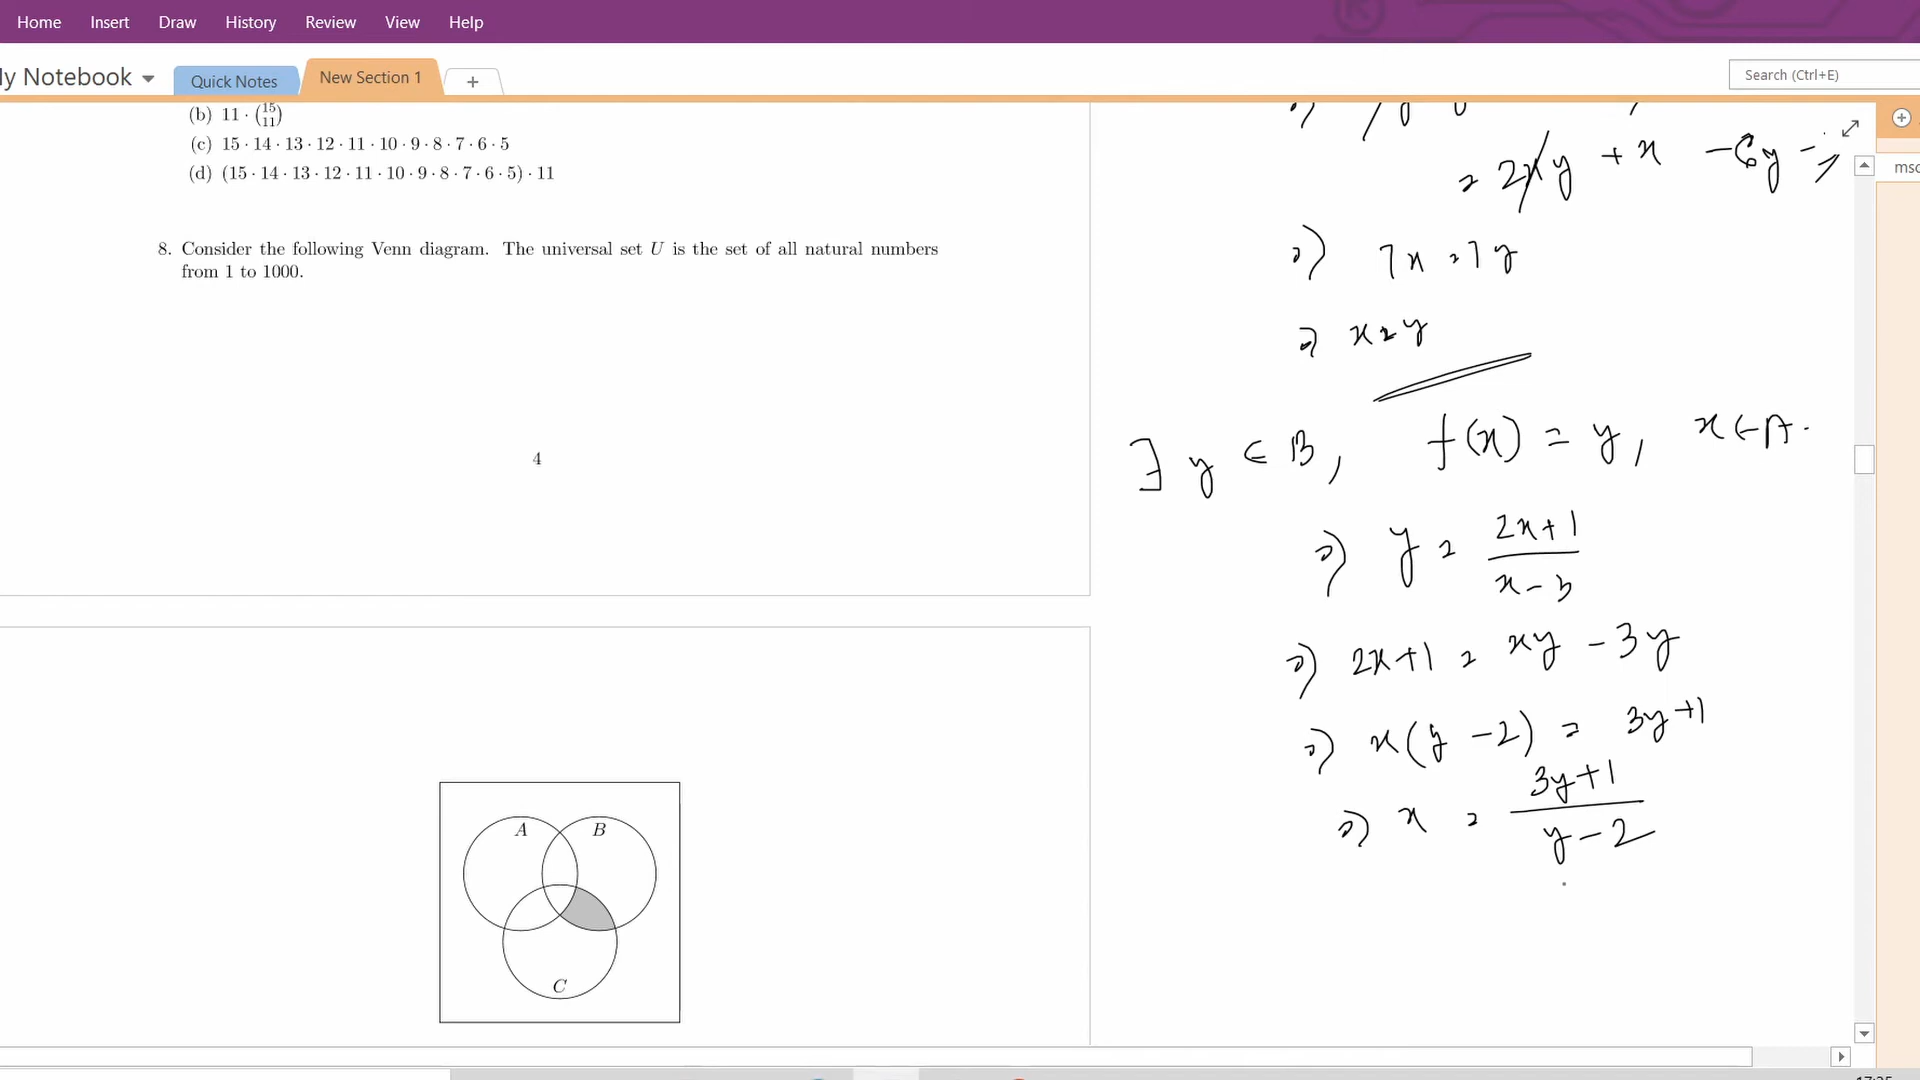 Home Insert Draw History Review View Help
y Notebook Quick Notes New Section 1 +
Search (Ctrl+E)
(b) 11 · (15 11)
(c) 15 · 14 · 13 · 12 · 11 · 10 · 9 · 8 · 7 · 6 · 5
(d) (15 · 14 · 13 · 12 · 11 · 10 · 9 · 8 · 7 · 6 · 5) · 11
8. Consider the following Venn diagram. The universal set U is the set of all natural numbers
from 1 to 1000.
4
A B
C
= 2xy + x - 6y -
⇒ 7x = 7y
⇒ x = y
∃ y ∈ B, f(x) = y, x ∈ A.
⇒ y = 2x+1 / x-3
⇒ 2x+1 = xy - 3y
⇒ x(y - 2) = 3y+1
⇒ x = 3y+1 / y-2
msc